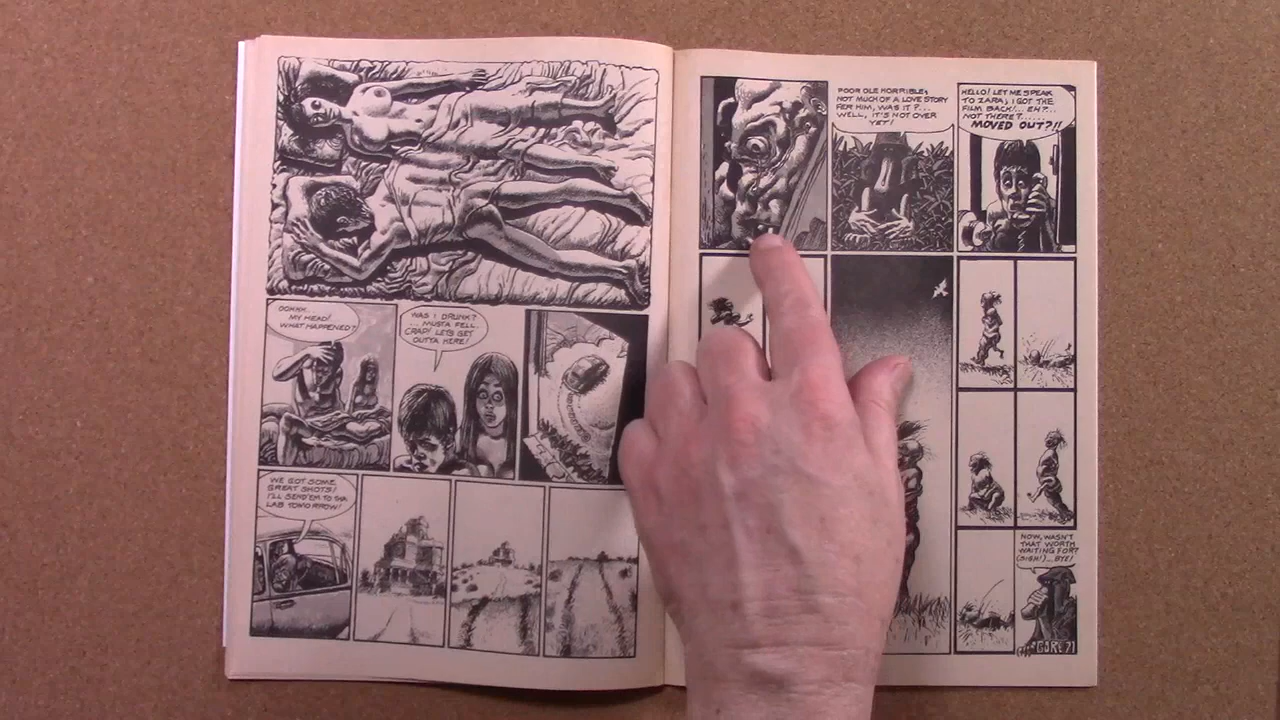 OOHHH...
MY HEAD!
WHAT HAPPENED?
WAS I DRUNK?
... MUSTA FELL.
CRAP! LET'S GET
OUTTA HERE!
WE GOT SOME
GREAT SHOTS!
I'LL SEND 'EM TO THA
LAB TOMORROW!
POOR OLE HORRIBLE,
NOT MUCH OF A LOVE STORY
FER HIM, WAS IT?...
WELL, IT'S NOT OVER
YET!
HELLO! LET ME SPEAK
TO ZARA, I GOT THE
FILM BACK!... EH?...
NOT THERE?......
MOVED OUT?!!
NOW, WASN'T
THAT WORTH
WAITING FOR?
(SIGH!)... BYE!
GORE 71